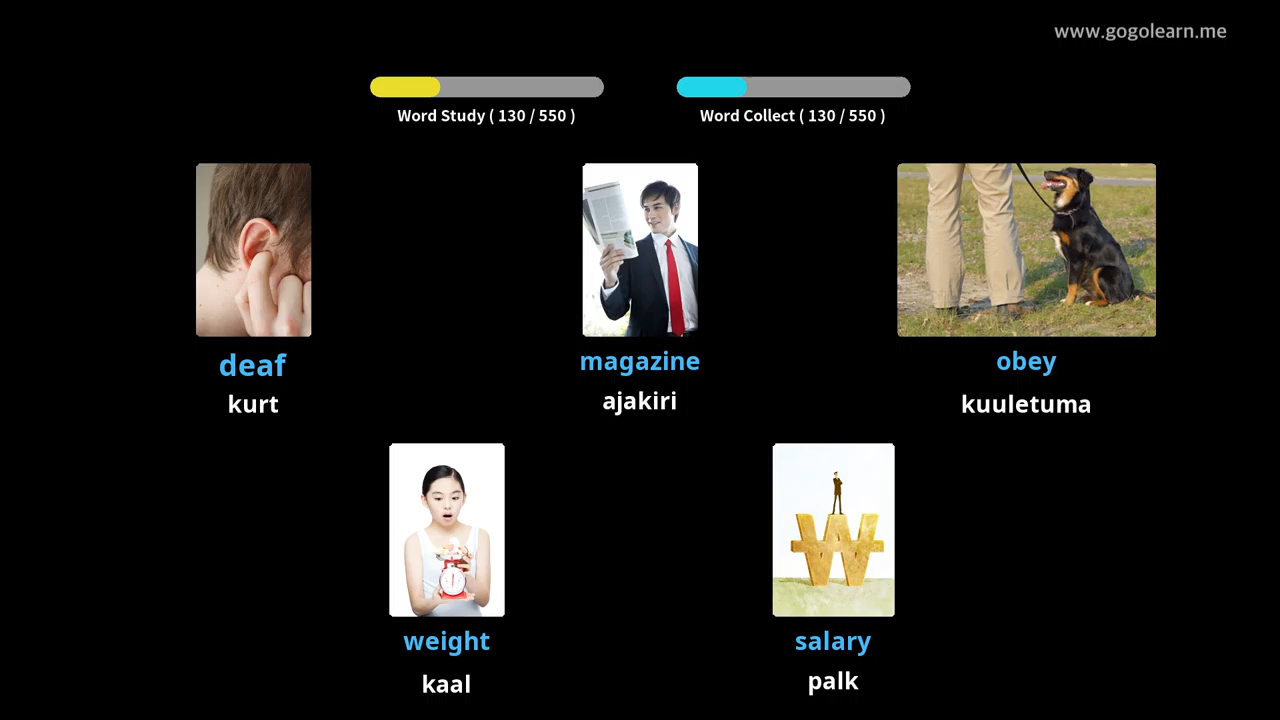 www.gogolearn.me
Word Study ( 130 / 550 )
Word Collect ( 130 / 550 )
deaf
kurt
magazine
ajakiri
obey
kuuletuma
weight
kaal
salary
palk